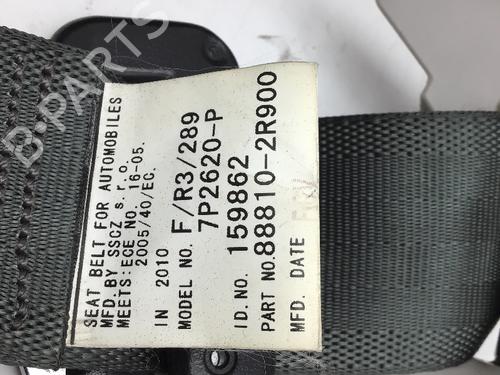 SEAT BELT FOR AUTOMOBILES
MFD. BY SSCZ s. r. o.
MEETS: ECE NO. 16-05.
2005/40/EC.
IN 2010
MODEL NO. F/R3/289
7P2620-P
ID. NO. 159862
PART NO. 88810-2R900
MFD. DATE
B-PARTS